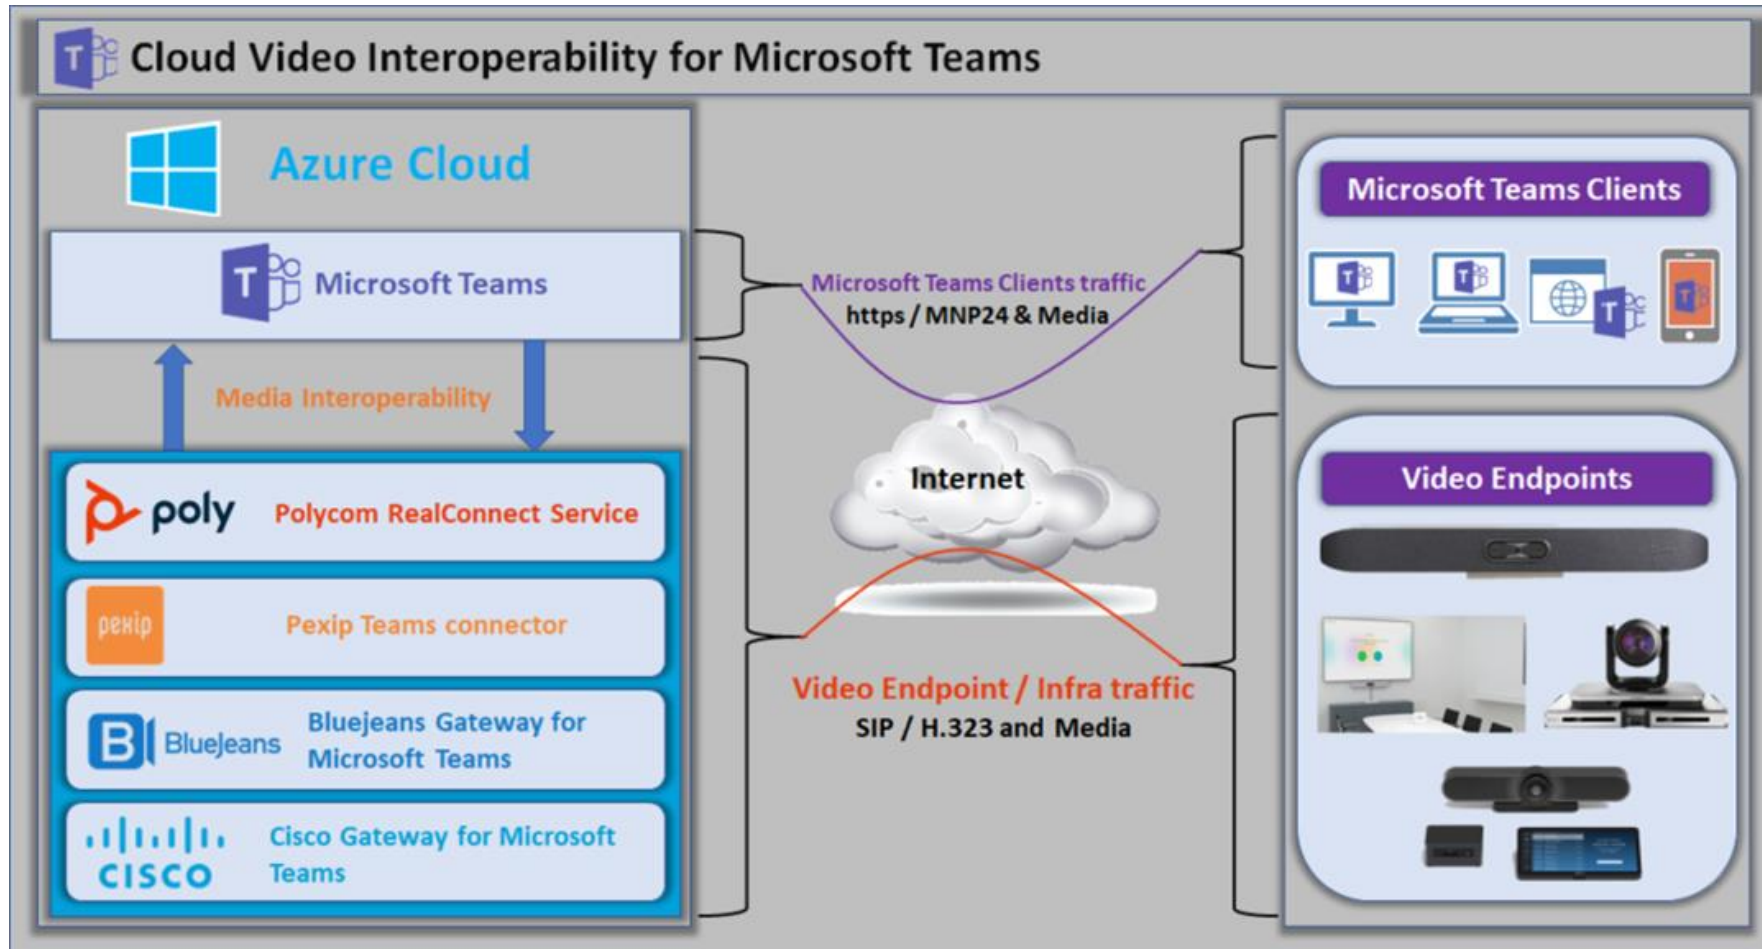 Cloud Video Interoperability for Microsoft Teams
Azure Cloud
T Microsoft Teams
Media Interoperability
poly Polycom RealConnect Service
pexip Pexip Teams connector
B BlueJeans Bluejeans Gateway for
Microsoft Teams
CISCO Cisco Gateway for Microsoft
Teams
Microsoft Teams Clients traffic
https / MNP24 & Media
Internet
Video Endpoint / Infra traffic
SIP / H.323 and Media
Microsoft Teams Clients
Video Endpoints